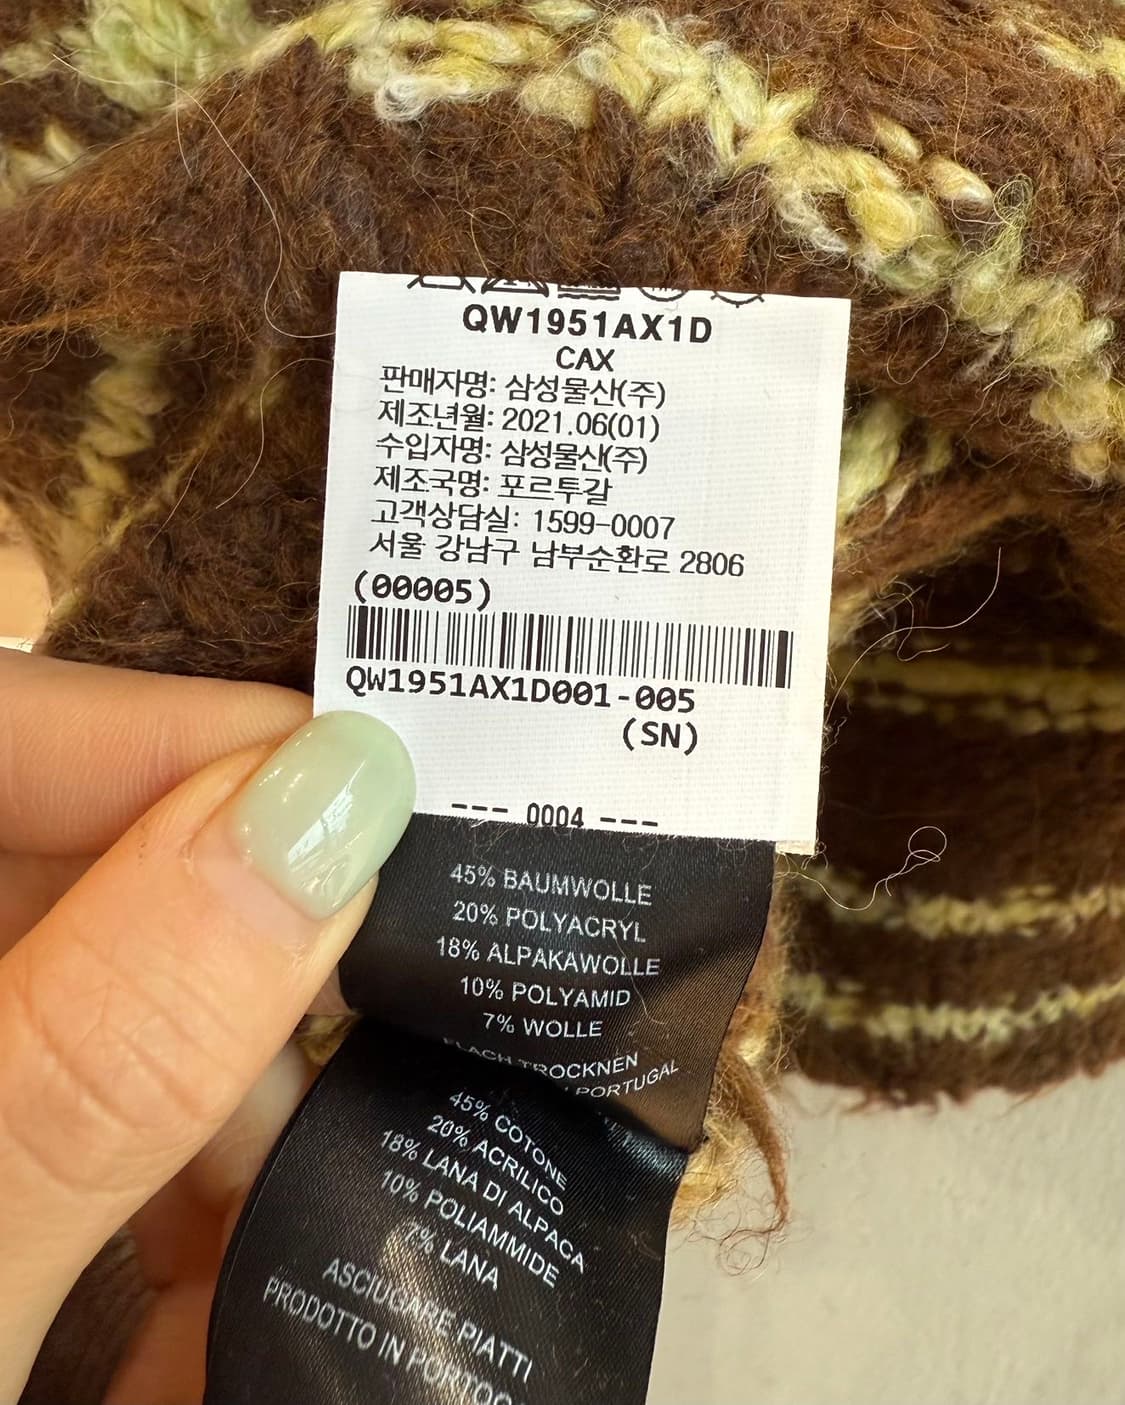 QW1951AX1D
CAX
판매자명: 삼성물산(주)
제조년월: 2021.06(01)
수입자명: 삼성물산(주)
제조국명: 포르투갈
고객상담실: 1599-0007
서울 강남구 남부순환로 2806
(00005)
QW1951AX1D001-005
(SN)
--- 0004 ---
45% BAUMWOLLE
20% POLYACRYL
18% ALPAKAWOLLE
10% POLYAMID
7% WOLLE
FLACH TROCKNEN
PORTUGAL
45% COTONE
20% ACRILICO
18% LANA DI ALPACA
10% POLIAMMIDE
7% LANA
ASCIUGARE PIATTI
PRODOTTO IN